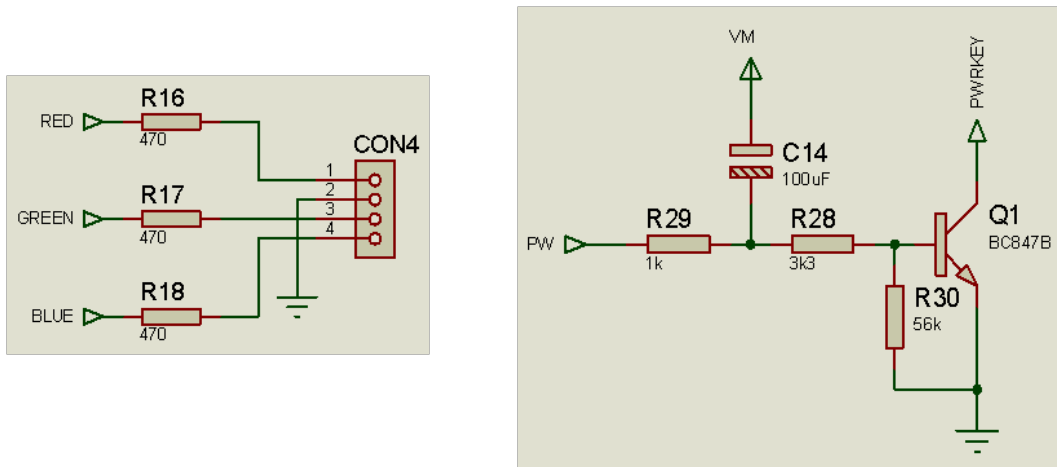 R16
RED
470
CON4
1
2
3
4
R17
GREEN
470
R18
BLUE
470
VM
PWRKEY
C14
100uF
R29
R28
Q1
BC847B
PW
1k
3k3
R30
56k